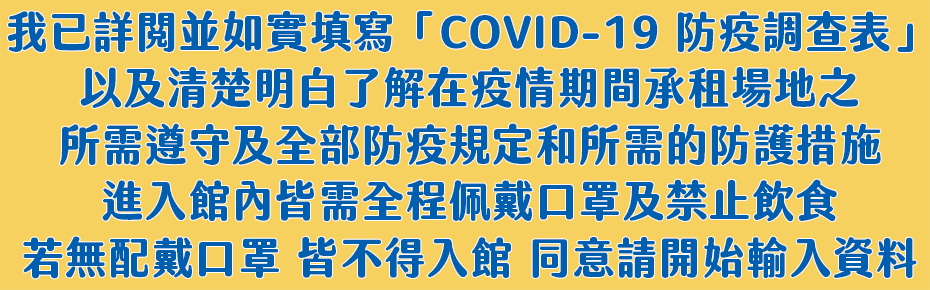 我已詳閱並如實填寫「COVID-19 防疫調查表」
以及清楚明白了解在疫情期間承租場地之
所需遵守及全部防疫規定和所需的防護措施
進入館內皆需全程佩戴口罩及禁止飲食
若無配戴口罩 皆不得入館 同意請開始輸入資料